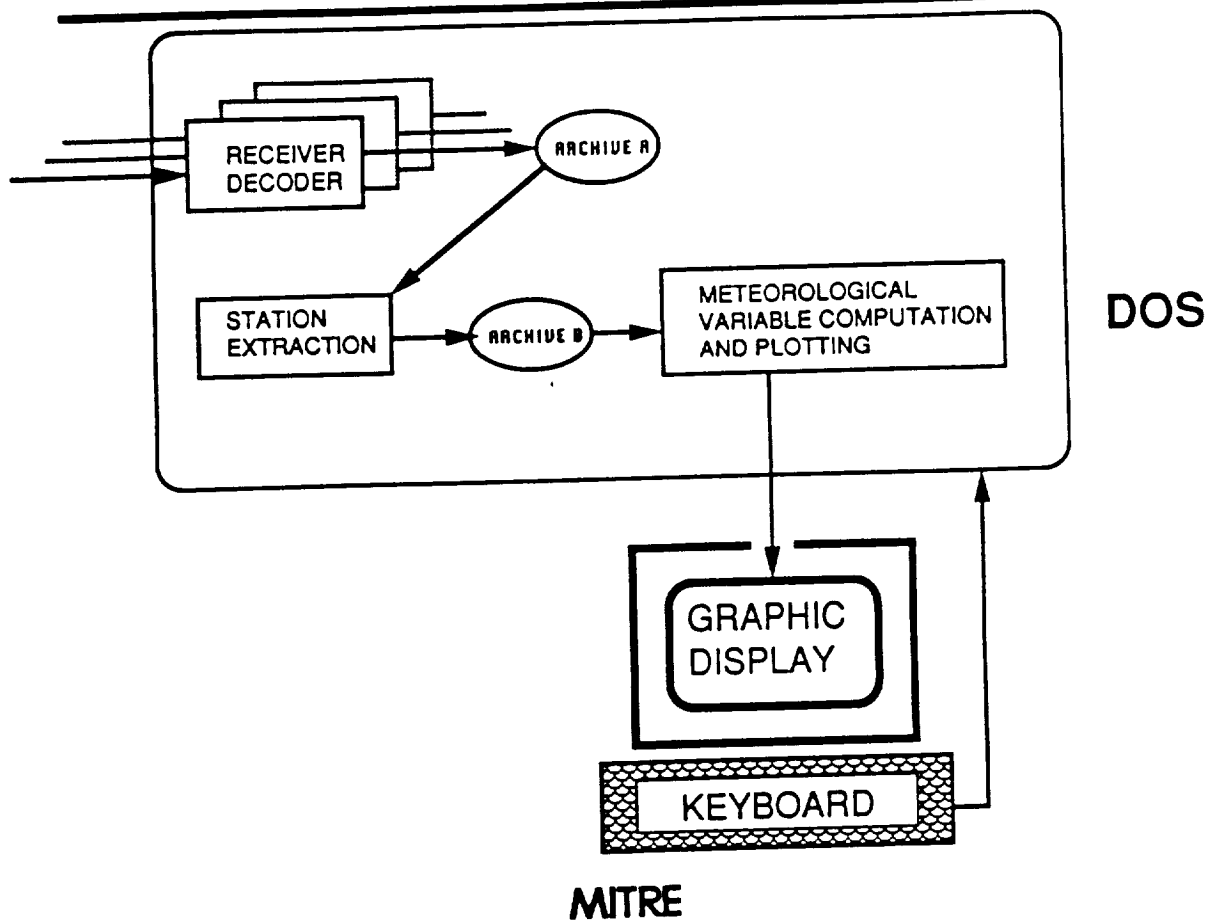 RECEIVER
DECODER
ARCHIVE A
STATION
EXTRACTION
ARCHIVE B
METEOROLOGICAL
VARIABLE COMPUTATION
AND PLOTTING
DOS
GRAPHIC
DISPLAY
KEYBOARD
MITRE